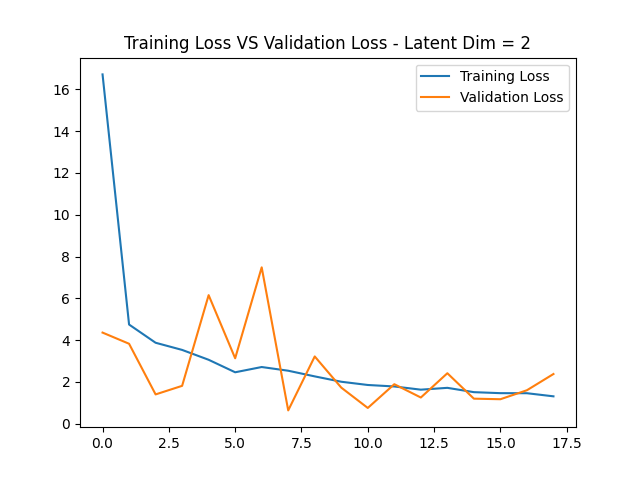 Training Loss VS Validation Loss - Latent Dim = 2
Training Loss
Validation Loss
16
14
12
10
8
6
4
2
0
0.0 2.5 5.0 7.5 10.0 12.5 15.0 17.5